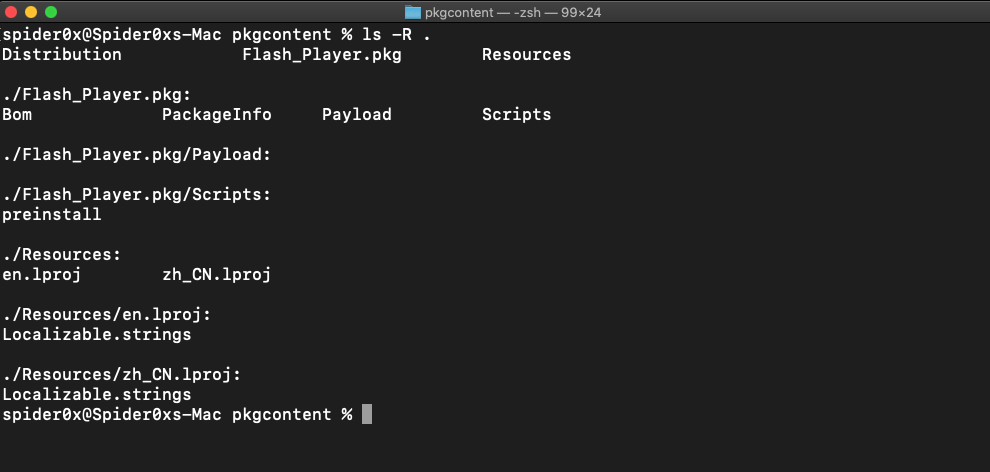 pkgcontent — -zsh — 99×24
spider0x@Spider0xs-Mac pkgcontent % ls -R .
Distribution Flash_Player.pkg Resources
./Flash_Player.pkg:
Bom PackageInfo Payload Scripts
./Flash_Player.pkg/Payload:
./Flash_Player.pkg/Scripts:
preinstall
./Resources:
en.lproj zh_CN.lproj
./Resources/en.lproj:
Localizable.strings
./Resources/zh_CN.lproj:
Localizable.strings
spider0x@Spider0xs-Mac pkgcontent %